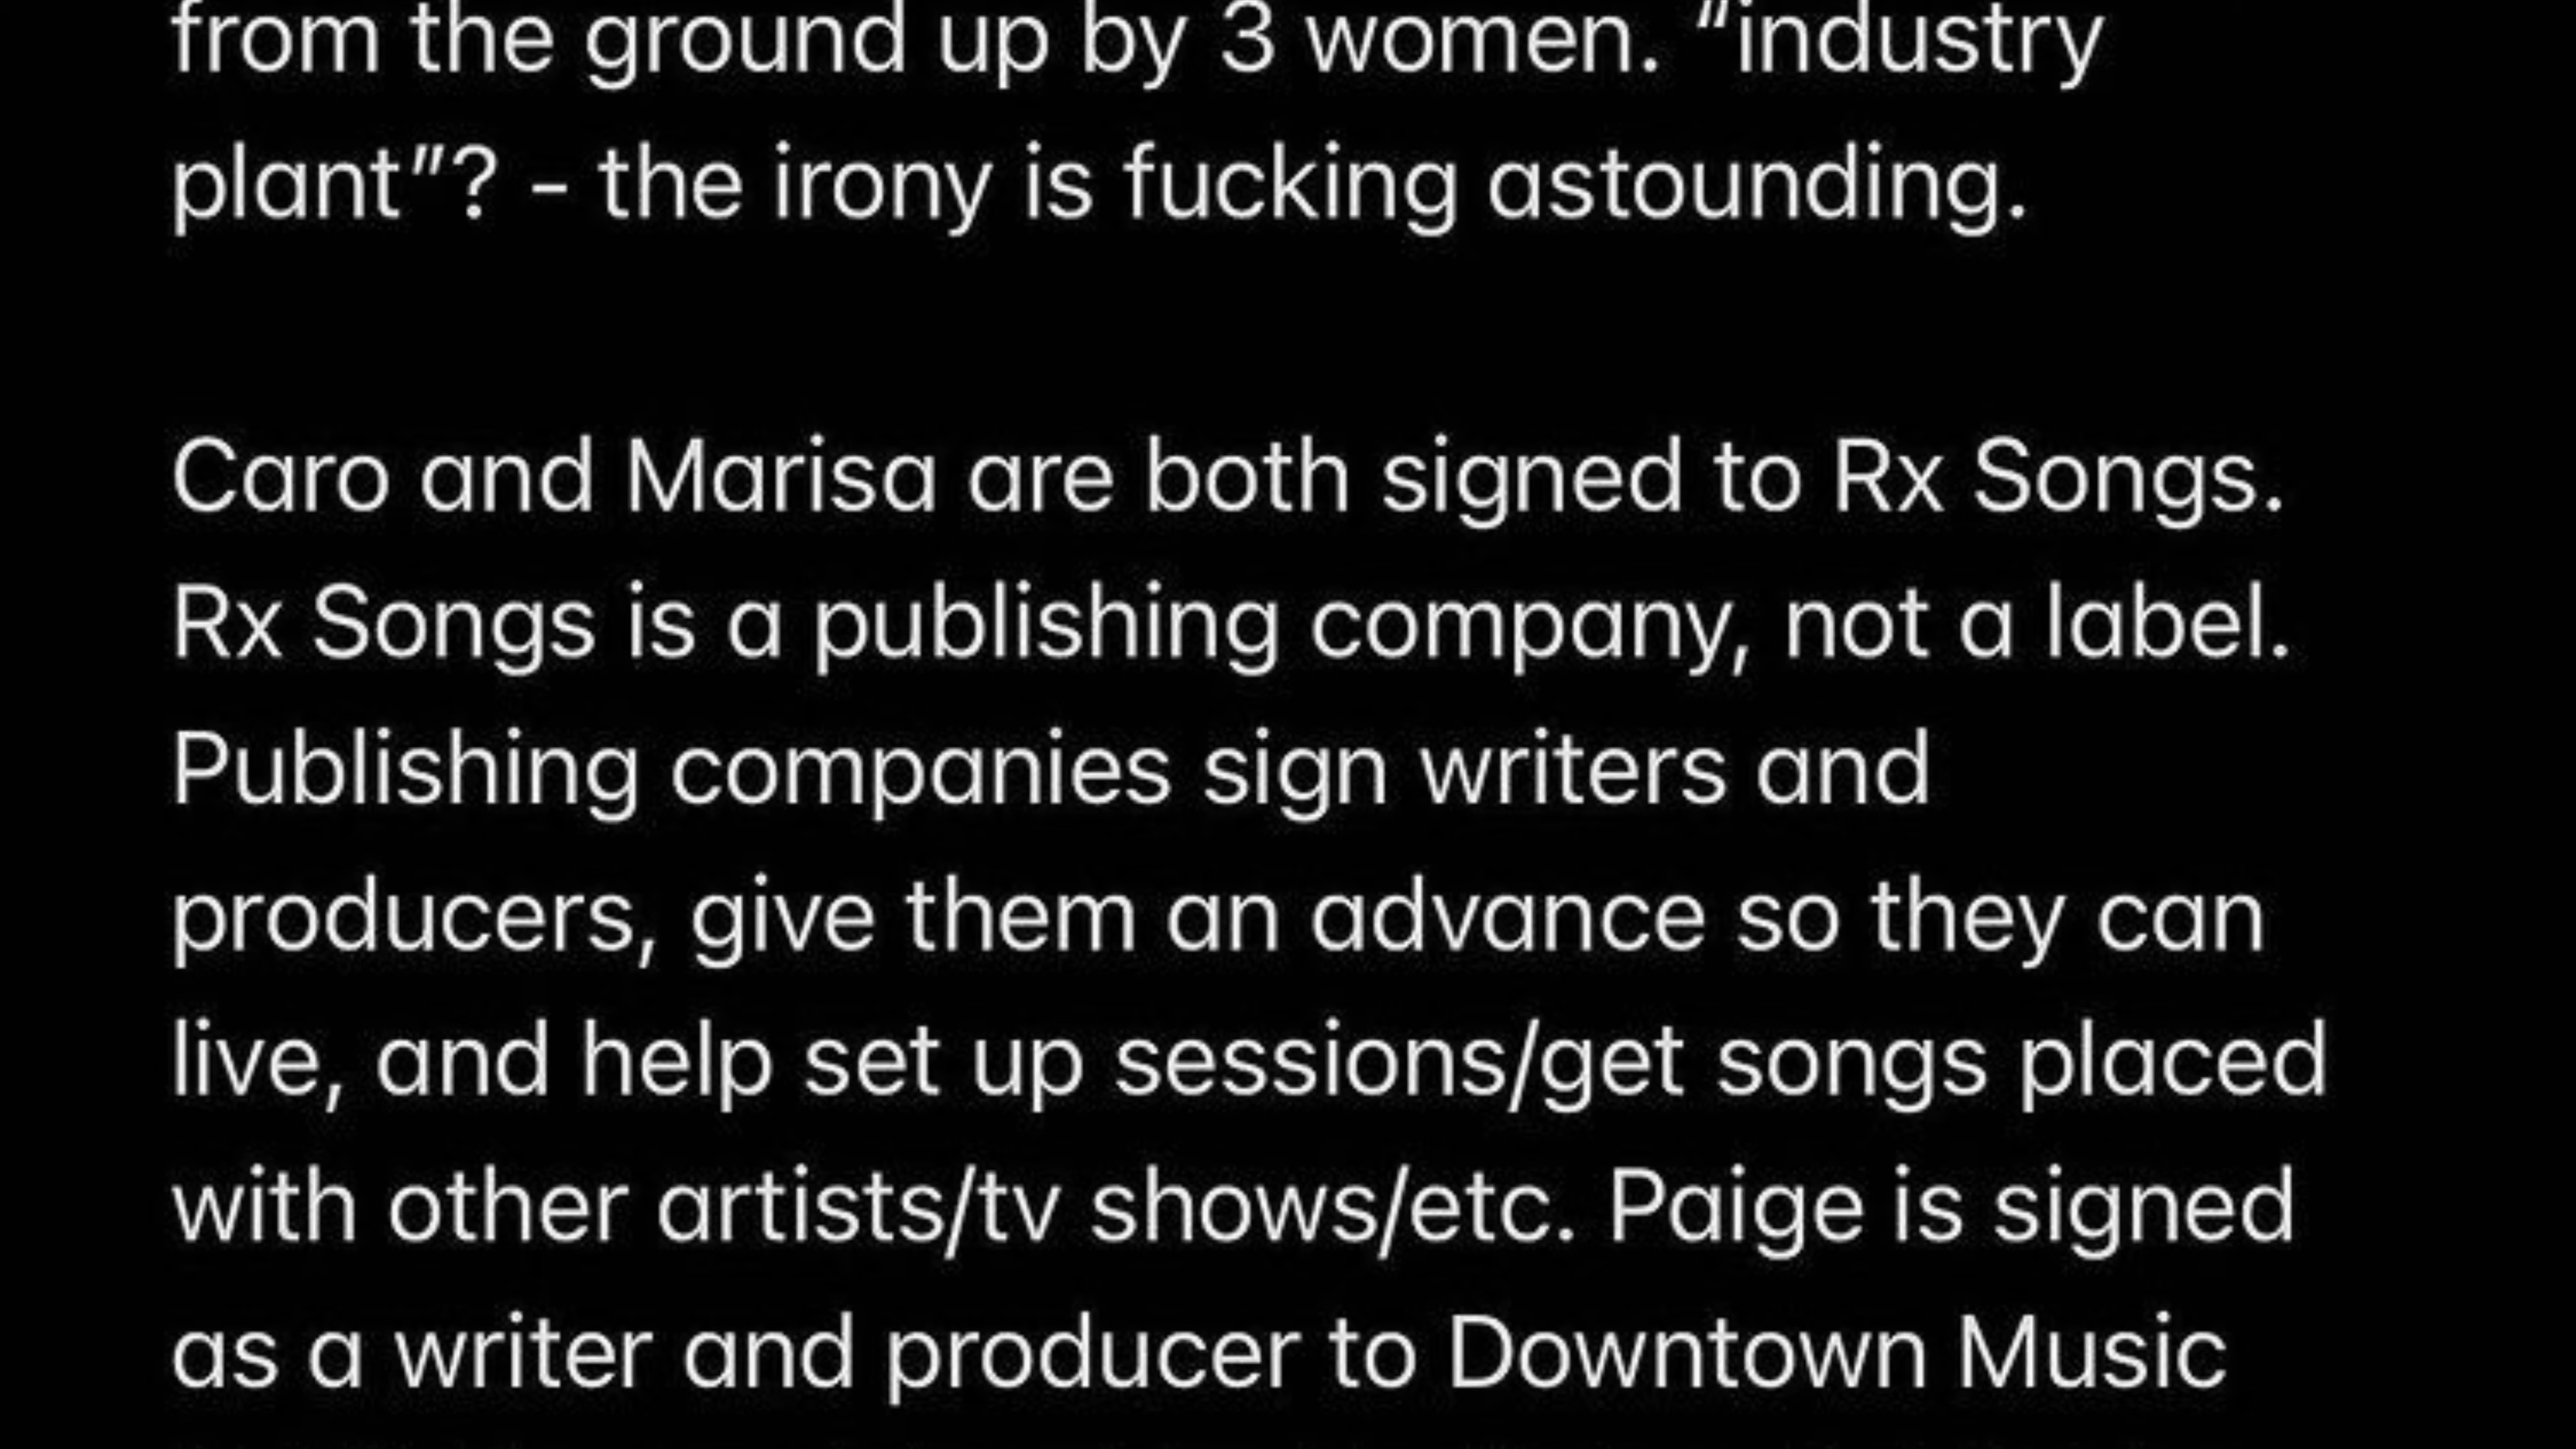 from the ground up by 3 women. “industry
plant”? - the irony is fucking astounding.
Caro and Marisa are both signed to Rx Songs.
Rx Songs is a publishing company, not a label.
Publishing companies sign writers and
producers, give them an advance so they can
live, and help set up sessions/get songs placed
with other artists/tv shows/etc. Paige is signed
as a writer and producer to Downtown Music